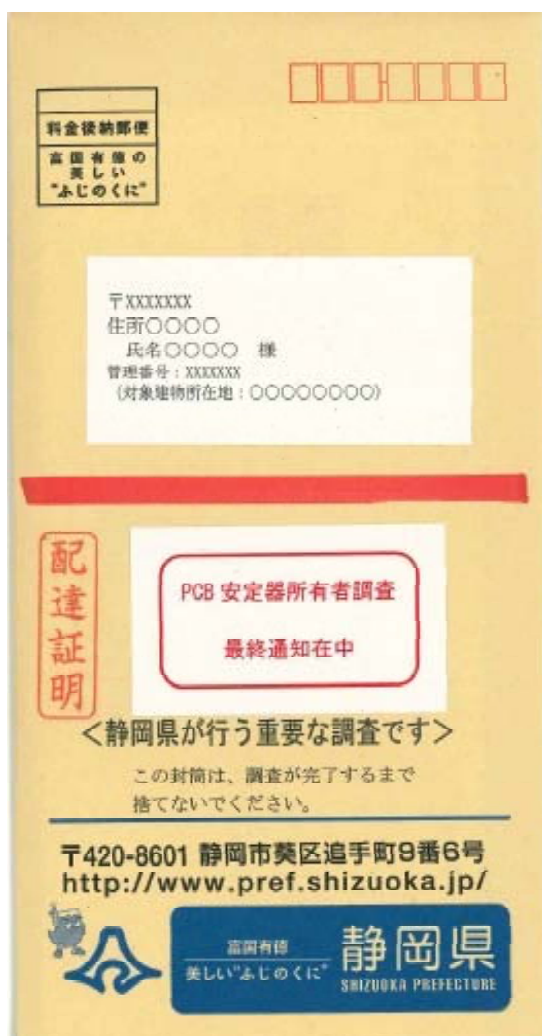 料金後納郵便
富国有徳の
美しい
"ふじのくに"
〒XXXXXXX
住所○○○○
氏名○○○○ 様
管理番号：XXXXXXX
（対象建物所在地：○○○○○○○○）
配達証明
PCB 安定器所有者調査
最終通知在中
＜静岡県が行う重要な調査です＞
この封筒は、調査が完了するまで
捨てないでください。
〒420-8601 静岡市葵区追手町9番6号
http://www.pref.shizuoka.jp/
富国有徳
美しい"ふじのくに"
静岡県
SHIZUOKA PREFECTURE